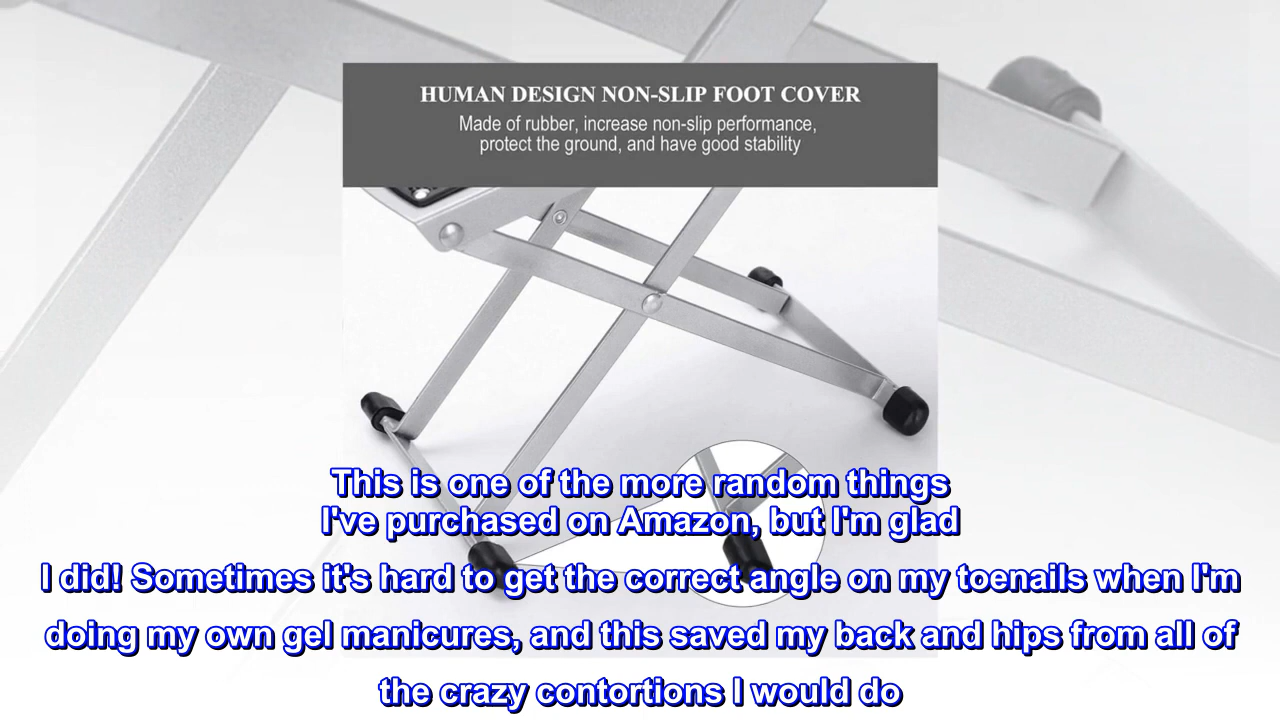 HUMAN DESIGN NON-SLIP FOOT COVER
Made of rubber, increase non-slip performance,
protect the ground, and have good stability
This is one of the more random things
I've purchased on Amazon, but I'm glad
I did! Sometimes it's hard to get the correct angle on my toenails when I'm
doing my own gel manicures, and this saved my back and hips from all of
the crazy contortions I would do